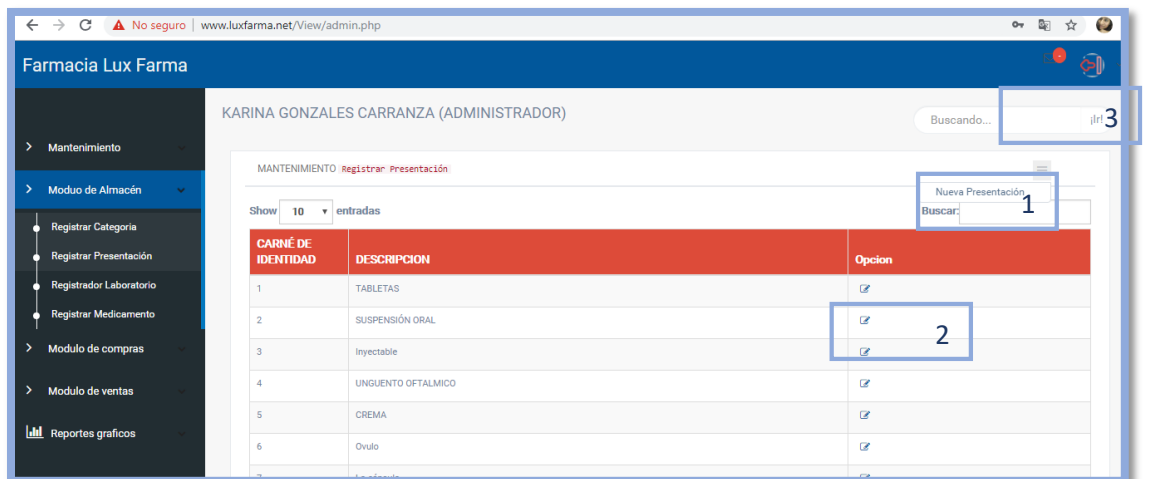 No seguro | www.luxfarma.net/View/admin.php
Farmacia Lux Farma
KARINA GONZALES CARRANZA (ADMINISTRADOR)
Buscando...
¡Ir!
3
Mantenimiento
Moduo de Almacén
Registrar Categoria
Registrar Presentación
Registrador Laboratorio
Registrar Medicamento
Modulo de compras
Modulo de ventas
Reportes graficos
MANTENIMIENTO Registrar Presentación
Nueva Presentación
1
Show 10 entradas
Buscar:
CARNÉ DE IDENTIDAD DESCRIPCION Opcion
1 TABLETAS
2 SUSPENSIÓN ORAL
2
3 Inyectable
4 UNGUENTO OFTALMICO
5 CREMA
6 Ovulo